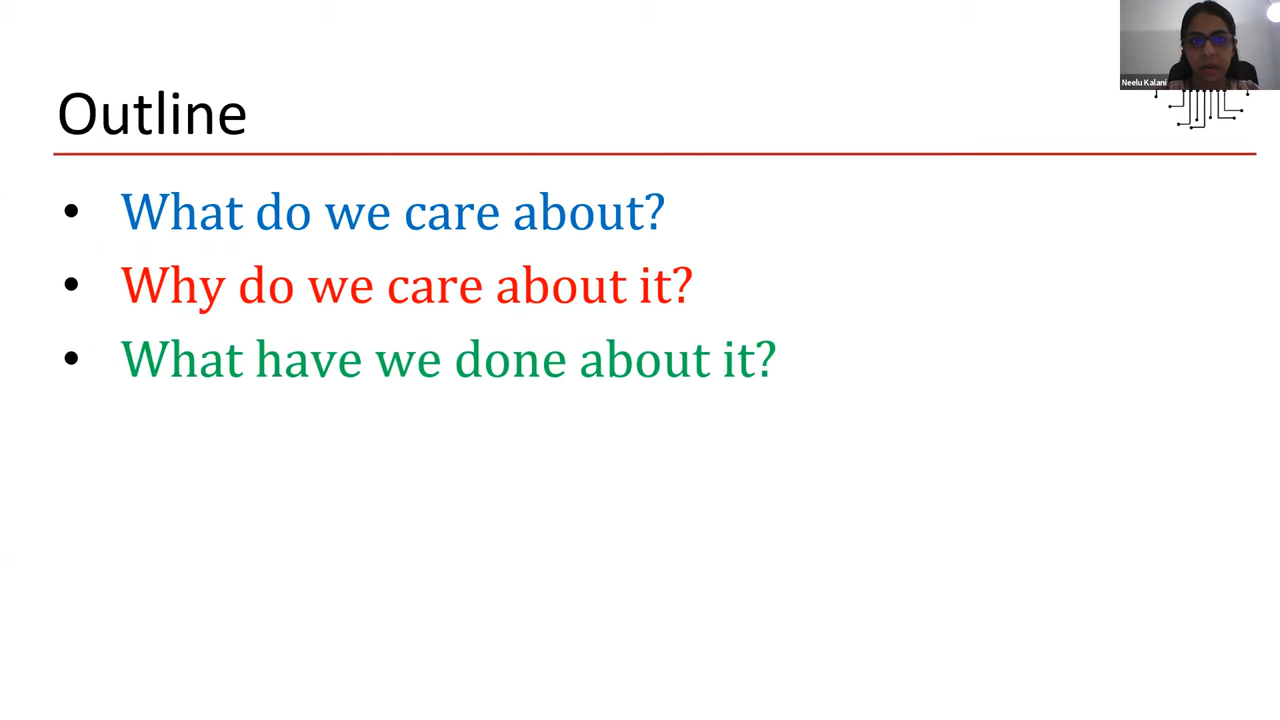 Neelu Kalani
Outline
• What do we care about?
• Why do we care about it?
• What have we done about it?